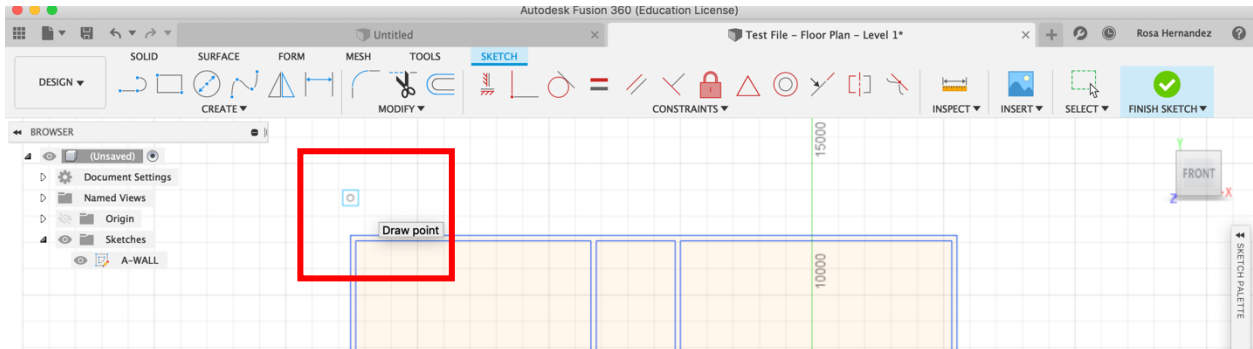 Autodesk Fusion 360 (Education License)
Untitled
Test File – Floor Plan – Level 1*
Rosa Hernandez
SOLID SURFACE FORM MESH TOOLS SKETCH
DESIGN
CREATE MODIFY CONSTRAINTS INSPECT INSERT SELECT FINISH SKETCH
BROWSER
(Unsaved)
Document Settings
Named Views
Origin
Sketches
A-WALL
Draw point
15000
10000
Y
FRONT
Z
X
SKETCH PALETTE